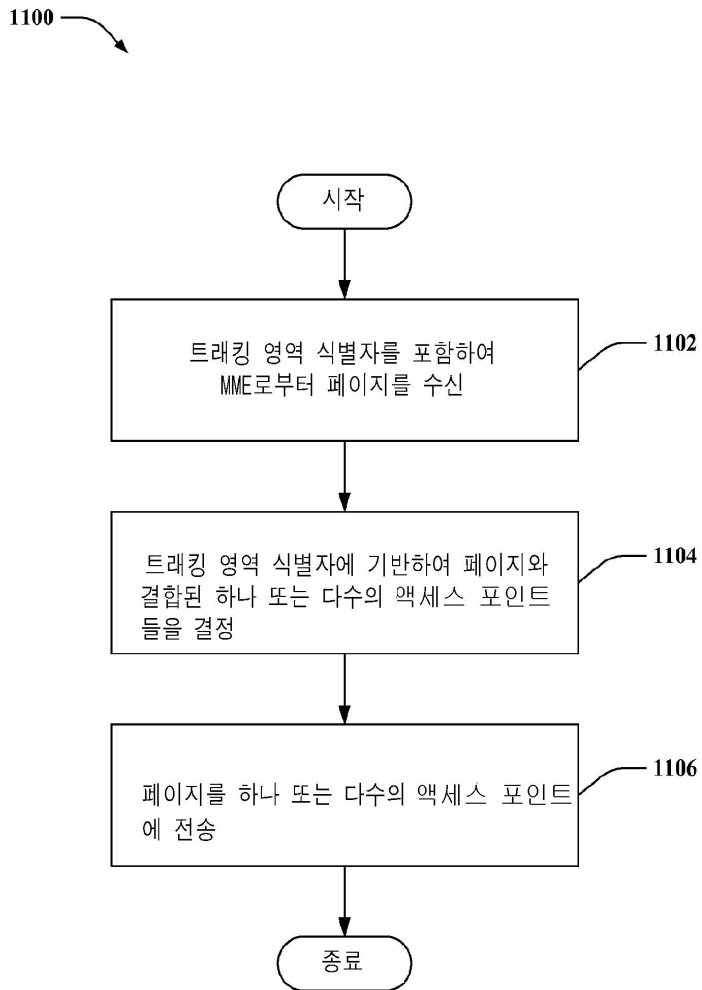 1100
시작
트래킹 영역 식별자를 포함하여
MME로부터 페이지를 수신
1102
트래킹 영역 식별자에 기반하여 페이지와
결합된 하나 또는 다수의 액세스 포인트
들을 결정
1104
페이지를 하나 또는 다수의 액세스 포인트
에 전송
1106
종료